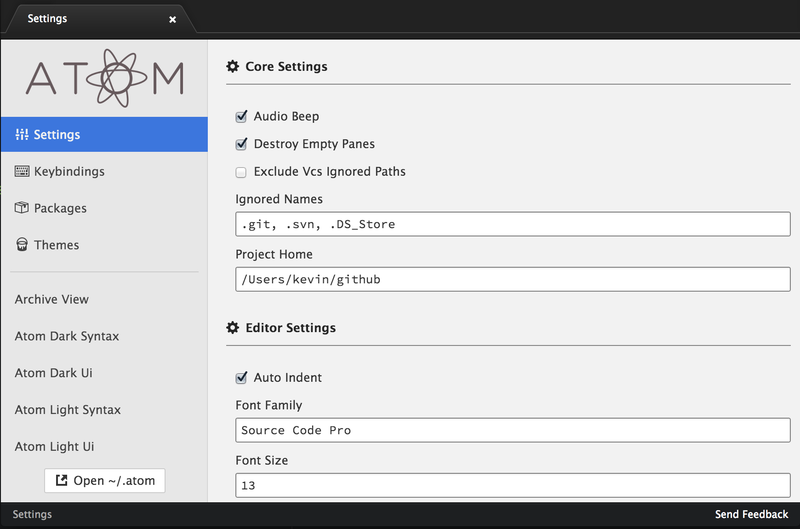 Settings
ATOM
Settings
Keybindings
Packages
Themes
Archive View
Atom Dark Syntax
Atom Dark Ui
Atom Light Syntax
Atom Light Ui
Open ~/.atom
Core Settings
Audio Beep
Destroy Empty Panes
Exclude Vcs Ignored Paths
Ignored Names
.git, .svn, .DS_Store
Project Home
/Users/kevin/github
Editor Settings
Auto Indent
Font Family
Source Code Pro
Font Size
13
Settings
Send Feedback